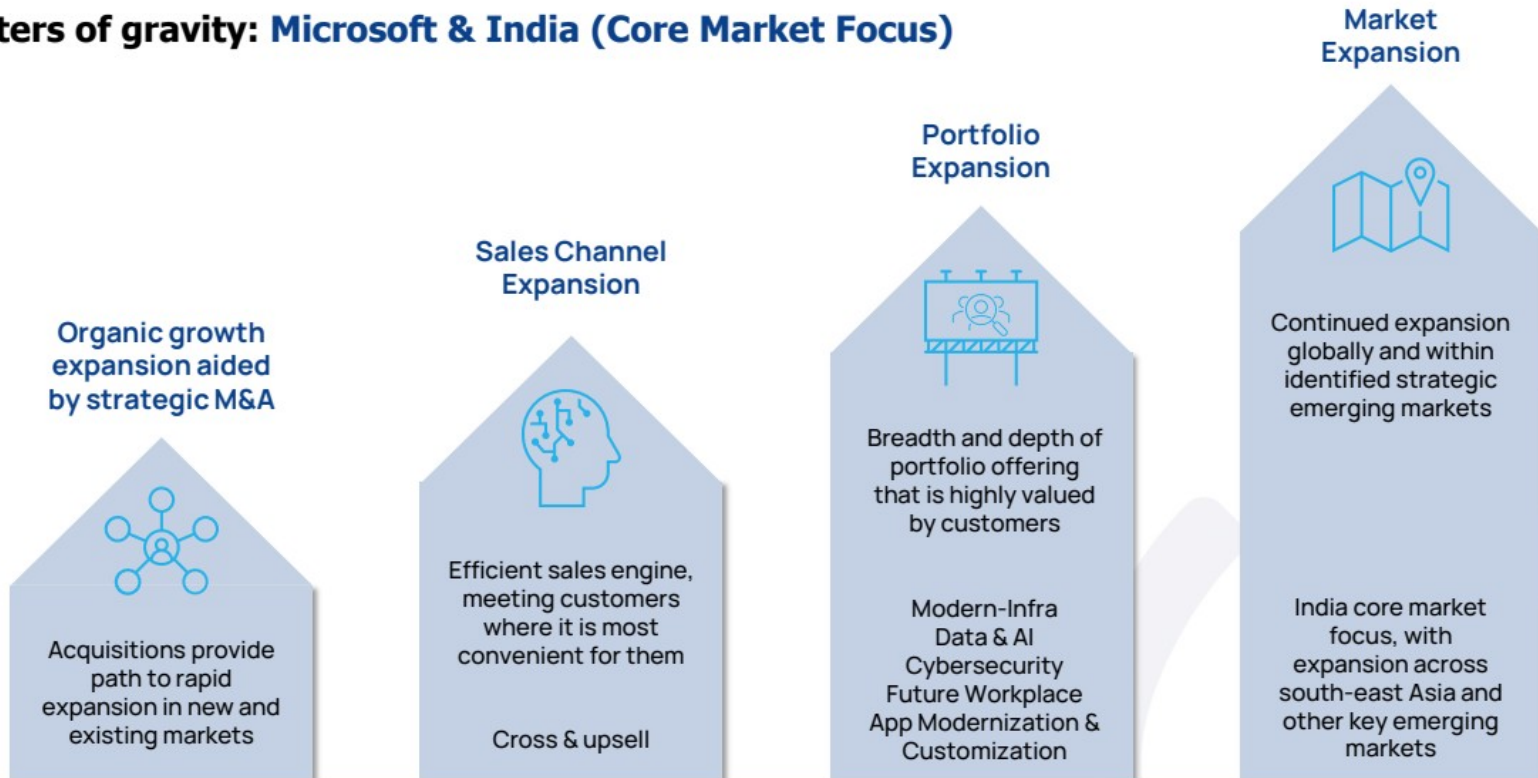 ters of gravity: Microsoft & India (Core Market Focus)
Organic growth
expansion aided
by strategic M&A
Acquisitions provide
path to rapid
expansion in new and
existing markets
Sales Channel
Expansion
Efficient sales engine,
meeting customers
where it is most
convenient for them
Cross & upsell
Portfolio
Expansion
Breadth and depth of
portfolio offering
that is highly valued
by customers
Modern-Infra
Data & AI
Cybersecurity
Future Workplace
App Modernization &
Customization
Market
Expansion
Continued expansion
globally and within
identified strategic
emerging markets
India core market
focus, with
expansion across
south-east Asia and
other key emerging
markets